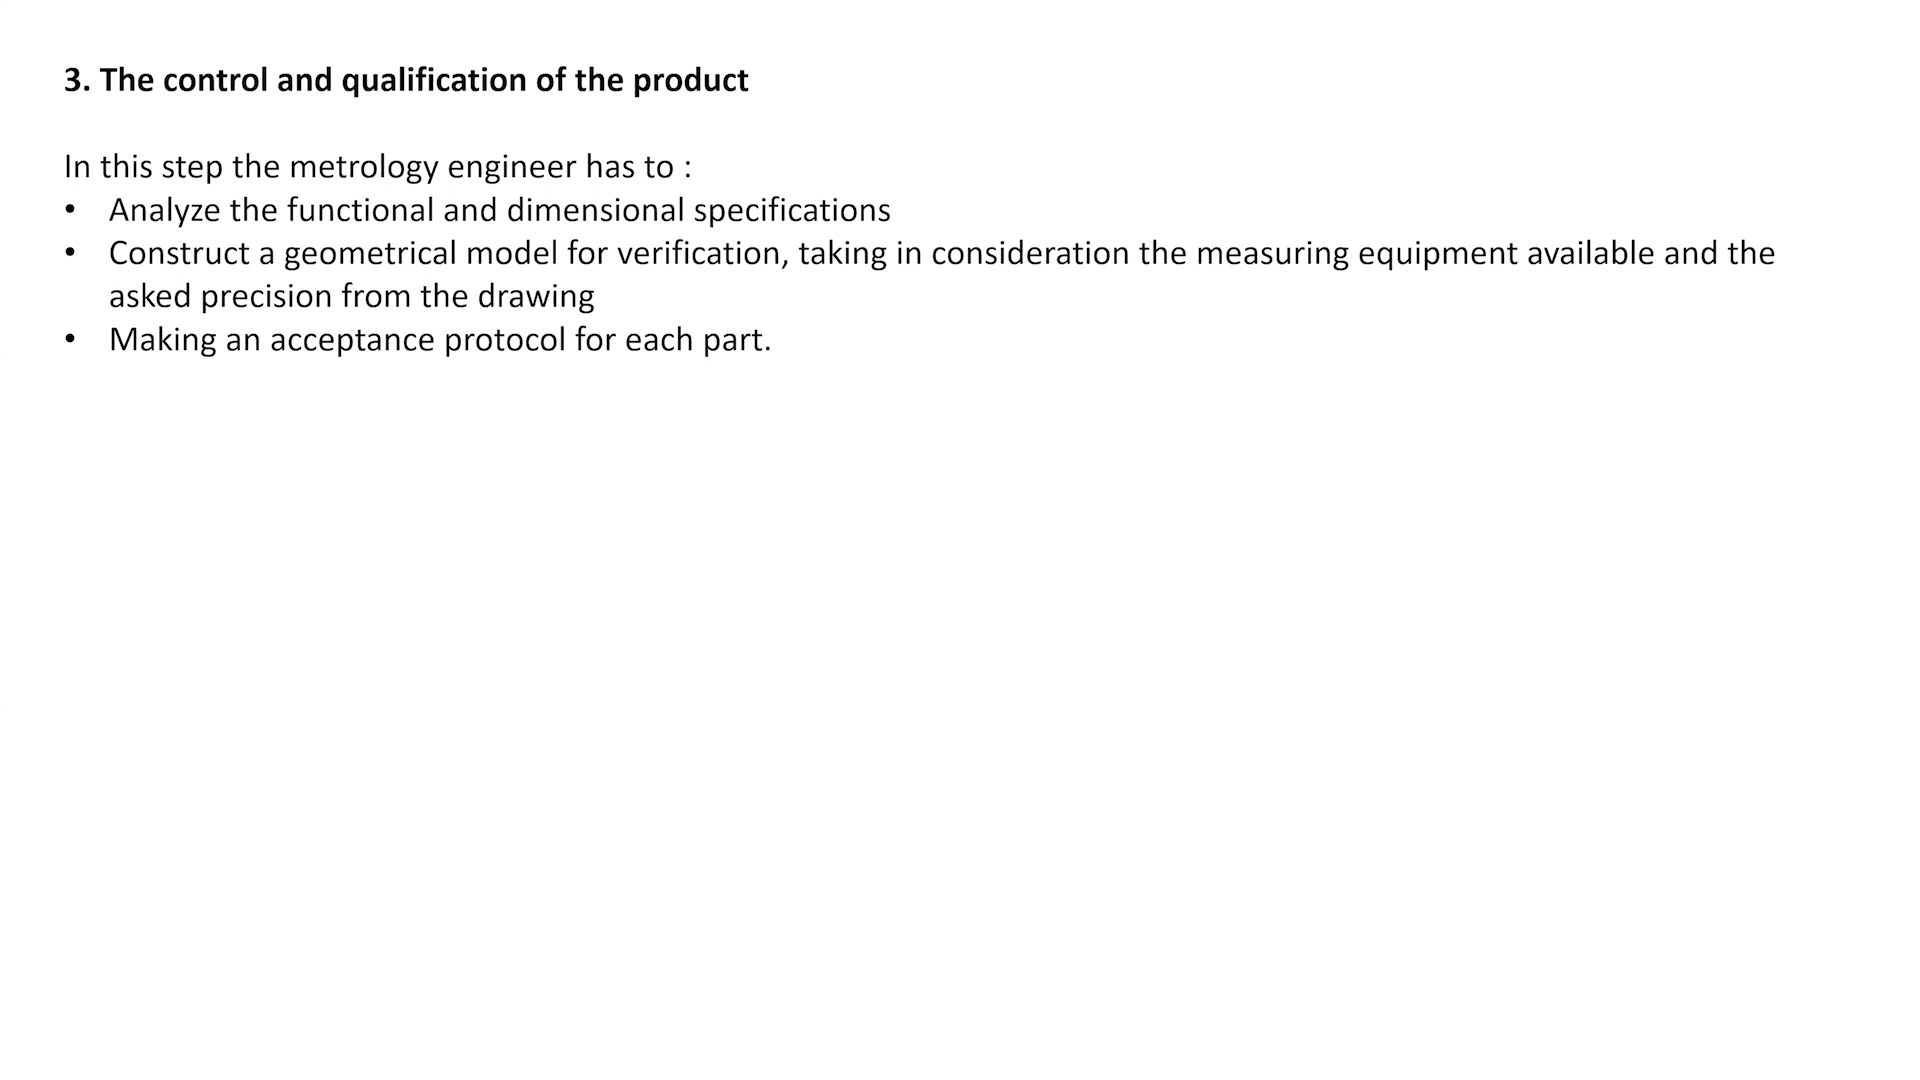 3. The control and qualification of the product
In this step the metrology engineer has to :
• Analyze the functional and dimensional specifications
• Construct a geometrical model for verification, taking in consideration the measuring equipment available and the
asked precision from the drawing
• Making an acceptance protocol for each part.